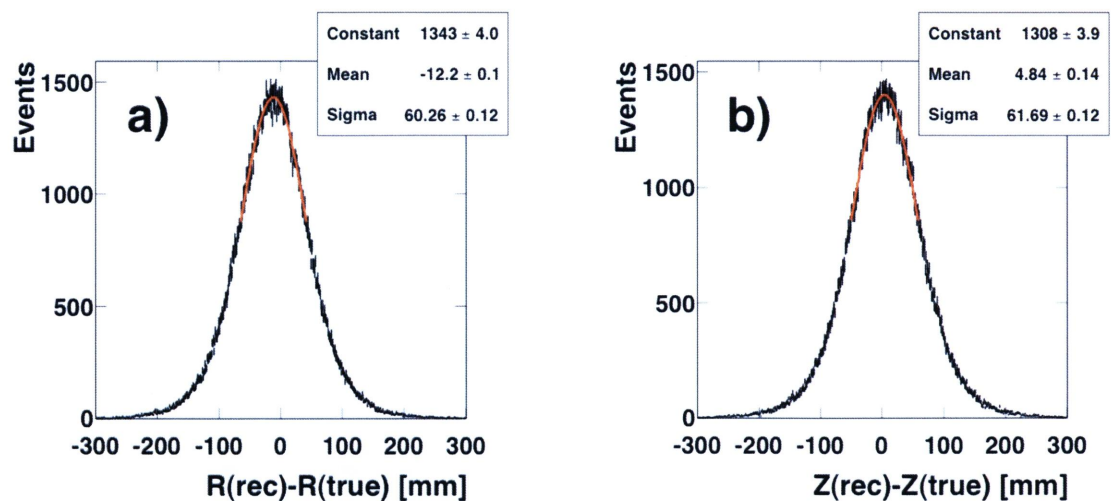 Constant 1343 ± 4.0
Mean -12.2 ± 0.1
Sigma 60.26 ± 0.12
a)
Events
1500
1000
500
0
-300 -200 -100 0 100 200 300
R(rec)-R(true) [mm]
Constant 1308 ± 3.9
Mean 4.84 ± 0.14
Sigma 61.69 ± 0.12
b)
Events
1500
1000
500
0
-300 -200 -100 0 100 200 300
Z(rec)-Z(true) [mm]